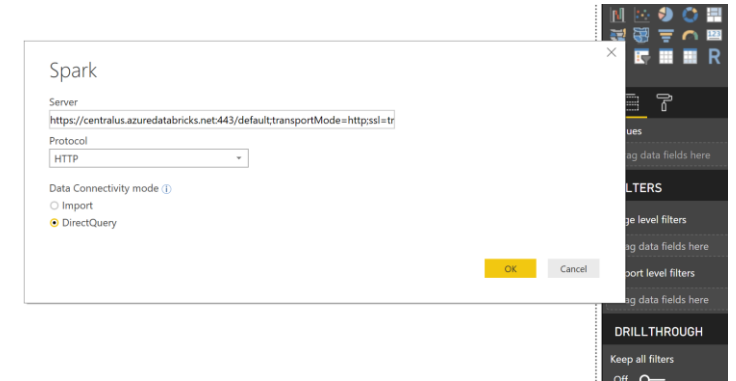 Spark
Server
https://centralus.azuredatabricks.net:443/default;transportMode=http;ssl=tr
Protocol
HTTP
Data Connectivity mode
Import
DirectQuery
OK Cancel
123
R
ues
ag data fields here
LTERS
ge level filters
ag data fields here
port level filters
ag data fields here
DRILLTHROUGH
Keep all filters
Off